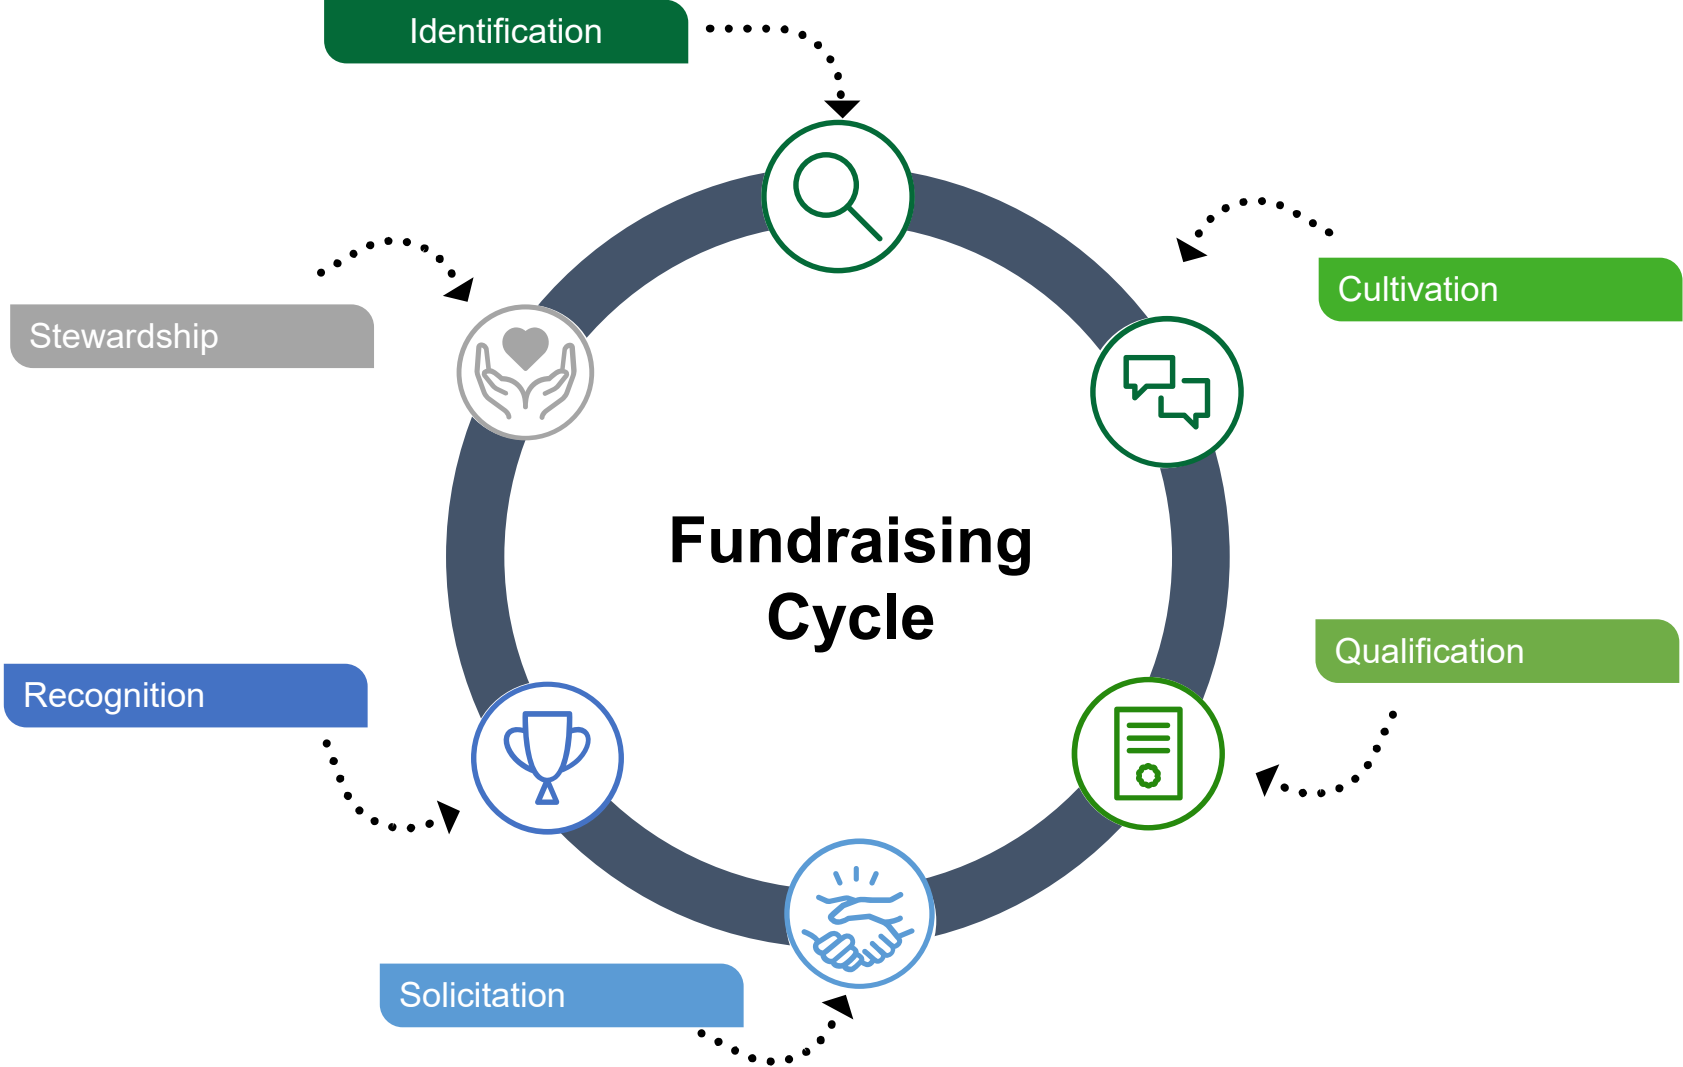 Identification
Cultivation
Stewardship
Fundraising
Cycle
Qualification
Recognition
Solicitation